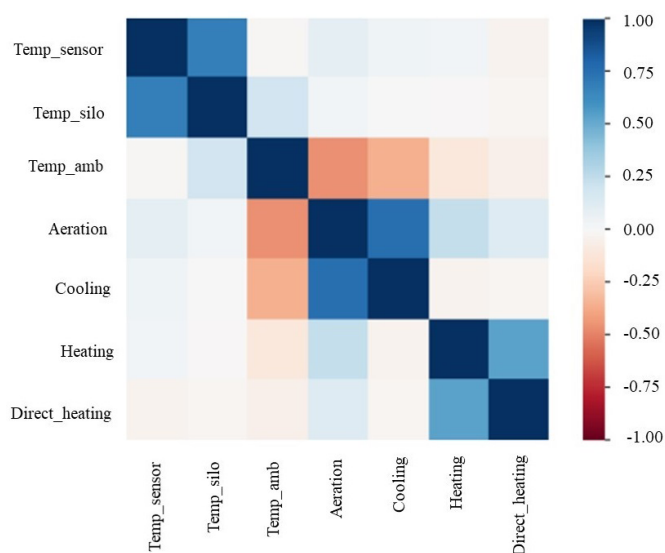 Temp_sensor
Temp_silo
Temp_amb
Aeration
Cooling
Heating
Direct_heating
Temp_sensor
Temp_silo
Temp_amb
Aeration
Cooling
Heating
Direct_heating
1.00
0.75
0.50
0.25
0.00
-0.25
-0.50
-0.75
-1.00